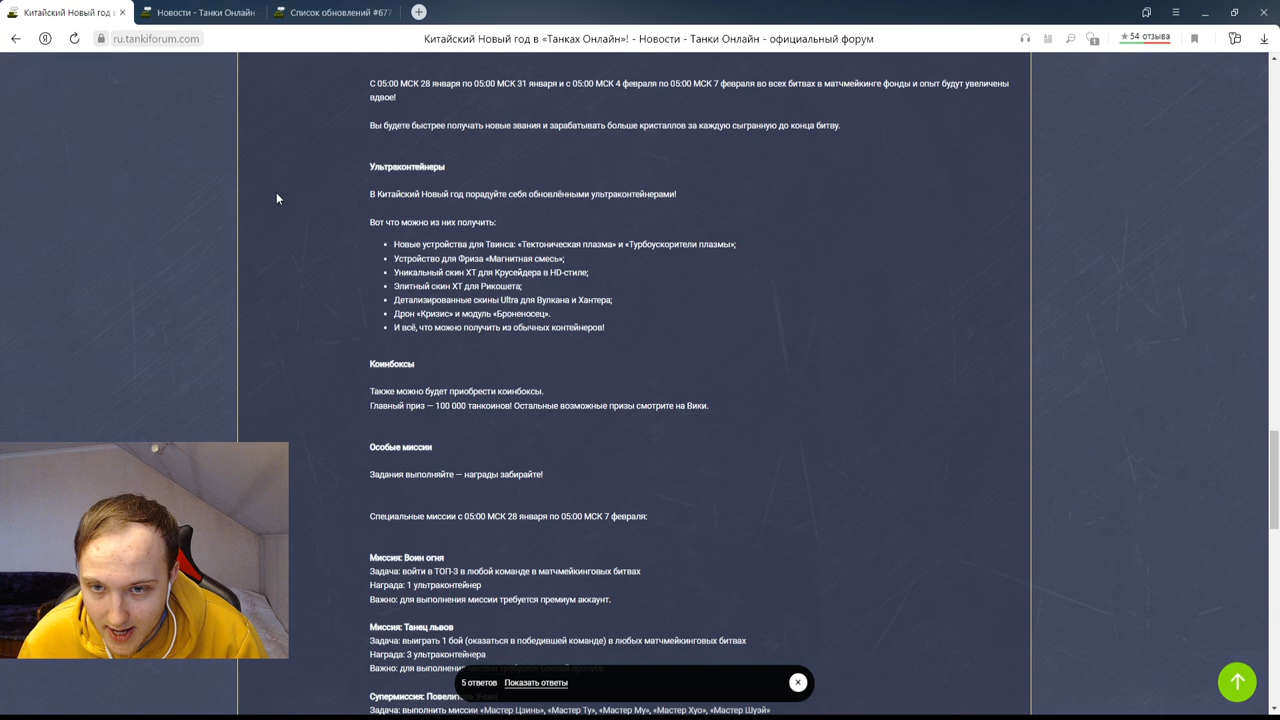 Китайский Новый год в
Новости - Танки Онлайн
Список обновлений #677
ru.tankiforum.com
Китайский Новый год в «Танках Онлайн»! - Новости - Танки Онлайн - официальный форум
54 отзыва
С 05:00 МСК 28 января по 05:00 МСК 31 января и с 05:00 МСК 4 февраля по 05:00 МСК 7 февраля во всех битвах в матчмейкинге фонды и опыт будут увеличены
вдвое!
Вы будете быстрее получать новые звания и зарабатывать больше кристаллов за каждую сыгранную до конца битву.
Ультраконтейнеры
В Китайский Новый год порадуйте себя обновлёнными ультраконтейнерами!
Вот что можно из них получить:
Новые устройства для Твинса: «Тектоническая плазма» и «Турбоускорители плазмы»;
Устройство для Фриза «Магнитная смесь»;
Уникальный скин XT для Крусейдера в HD-стиле;
Элитный скин XT для Рикошета;
Детализированные скины Ultra для Вулкана и Хантера;
Дрон «Кризис» и модуль «Броненосец».
И всё, что можно получить из обычных контейнеров!
Коинбоксы
Также можно будет приобрести коинбоксы.
Главный приз — 100 000 танкоинов! Остальные возможные призы смотрите на Вики.
Особые миссии
Задания выполняйте — награды забирайте!
Специальные миссии с 05:00 МСК 28 января по 05:00 МСК 7 февраля:
Миссия: Воин огня
Задача: войти в ТОП-3 в любой команде в матчмейкинговых битвах
Награда: 1 ультраконтейнер
Важно: для выполнения миссии требуется премиум аккаунт.
Миссия: Танец львов
Задача: выиграть 1 бой (оказаться в победившей команде) в любых матчмейкинговых битвах
Награда: 3 ультраконтейнера
Важно: для выполнения
5 ответов Показать ответы
Супермиссия:
Задача: выполнить миссии «Мастер Цзинь», «Мастер Ту», «Мастер Му», «Мастер Хуо», «Мастер Шуэй»